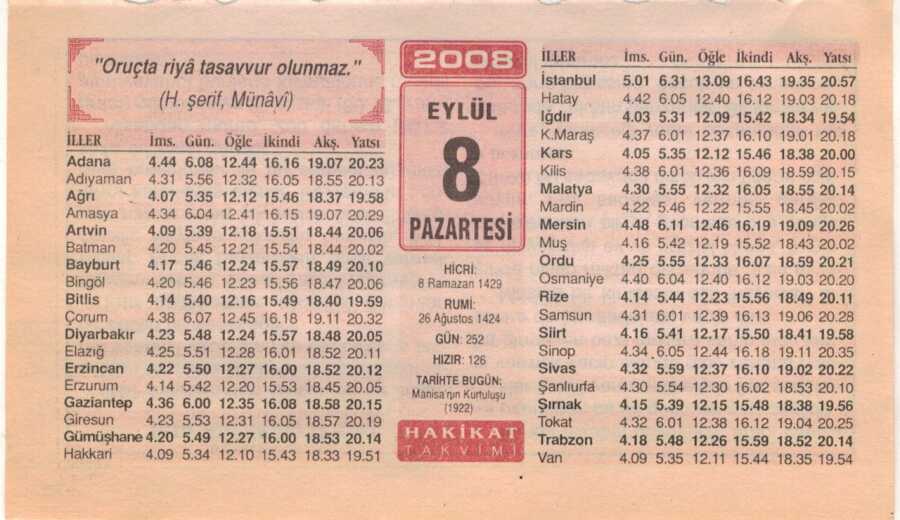 "Oruçta riyâ tasavvur olunmaz."
(H. şerif, Münâvî)
İLLER İms. Gün. Öğle İkindi Akş. Yatsı
Adana 4.44 6.08 12.44 16.16 19.07 20.23
Adıyaman 4.31 5.56 12.32 16.05 18.55 20.13
Ağrı 4.07 5.35 12.12 15.46 18.37 19.58
Amasya 4.34 6.04 12.41 16.15 19.07 20.29
Artvin 4.09 5.39 12.18 15.51 18.44 20.06
Batman 4.20 5.45 12.21 15.54 18.44 20.02
Bayburt 4.17 5.46 12.24 15.57 18.49 20.10
Bingöl 4.20 5.46 12.23 15.56 18.47 20.06
Bitlis 4.14 5.40 12.16 15.49 18.40 19.59
Çorum 4.38 6.07 12.45 16.18 19.11 20.32
Diyarbakır 4.23 5.48 12.24 15.57 18.48 20.05
Elazığ 4.25 5.51 12.28 16.01 18.52 20.11
Erzincan 4.22 5.50 12.27 16.00 18.52 20.12
Erzurum 4.14 5.42 12.20 15.53 18.45 20.05
Gaziantep 4.36 6.00 12.35 16.08 18.58 20.15
Giresun 4.23 5.53 12.31 16.05 18.57 20.19
Gümüşhane 4.20 5.49 12.27 16.00 18.53 20.14
Hakkari 4.09 5.34 12.10 15.43 18.33 19.51
2008
EYLÜL
8
PAZARTESİ
HİCRİ:
8 Ramazan 1429
RUMİ:
26 Ağustos 1424
GÜN: 252
HIZIR: 126
TARİHTE BUGÜN:
Manisa'nın Kurtuluşu
(1922)
HAKİKAT
TAKVİMİ
İLLER İms. Gün. Öğle İkindi Akş. Yatsı
İstanbul 5.01 6.31 13.09 16.43 19.35 20.57
Hatay 4.42 6.05 12.40 16.12 19.03 20.18
Iğdır 4.03 5.31 12.09 15.42 18.34 19.54
K.Maraş 4.37 6.01 12.37 16.10 19.01 20.18
Kars 4.05 5.35 12.12 15.46 18.38 20.00
Kilis 4.38 6.01 12.36 16.09 18.59 20.15
Malatya 4.30 5.55 12.32 16.05 18.55 20.14
Mardin 4.22 5.46 12.22 15.55 18.45 20.02
Mersin 4.48 6.11 12.46 16.19 19.09 20.26
Muş 4.16 5.42 12.19 15.52 18.43 20.02
Ordu 4.25 5.55 12.33 16.07 18.59 20.21
Osmaniye 4.40 6.04 12.40 16.12 19.03 20.20
Rize 4.14 5.44 12.23 15.56 18.49 20.11
Samsun 4.31 6.01 12.39 16.13 19.06 20.28
Siirt 4.16 5.41 12.17 15.50 18.41 19.58
Sinop 4.34 6.05 12.44 16.18 19.11 20.35
Sivas 4.32 5.59 12.37 16.10 19.02 20.22
Şanlıurfa 4.30 5.54 12.30 16.02 18.53 20.10
Şırnak 4.15 5.39 12.15 15.48 18.38 19.56
Tokat 4.32 6.01 12.38 16.12 19.04 20.25
Trabzon 4.18 5.48 12.26 15.59 18.52 20.14
Van 4.09 5.35 12.11 15.44 18.35 19.54